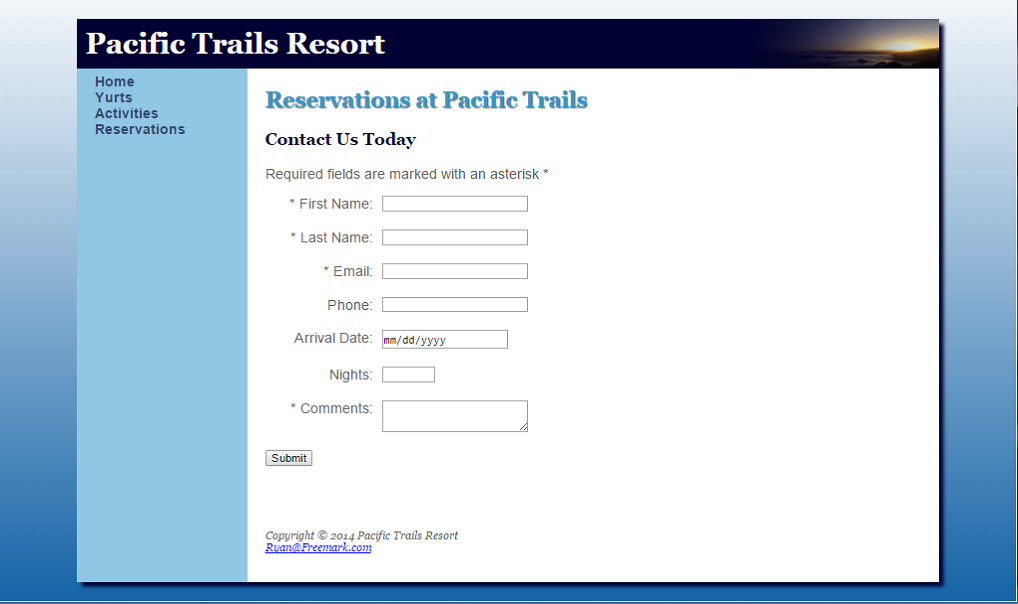 Pacific Trails Resort
Home
Yurts
Activities
Reservations
Reservations at Pacific Trails
Contact Us Today
Required fields are marked with an asterisk *
* First Name:
* Last Name:
* Email:
Phone:
Arrival Date: mm/dd/yyyy
Nights:
* Comments:
Submit
Copyright © 2014 Pacific Trails Resort
Ryan@Freemark.com